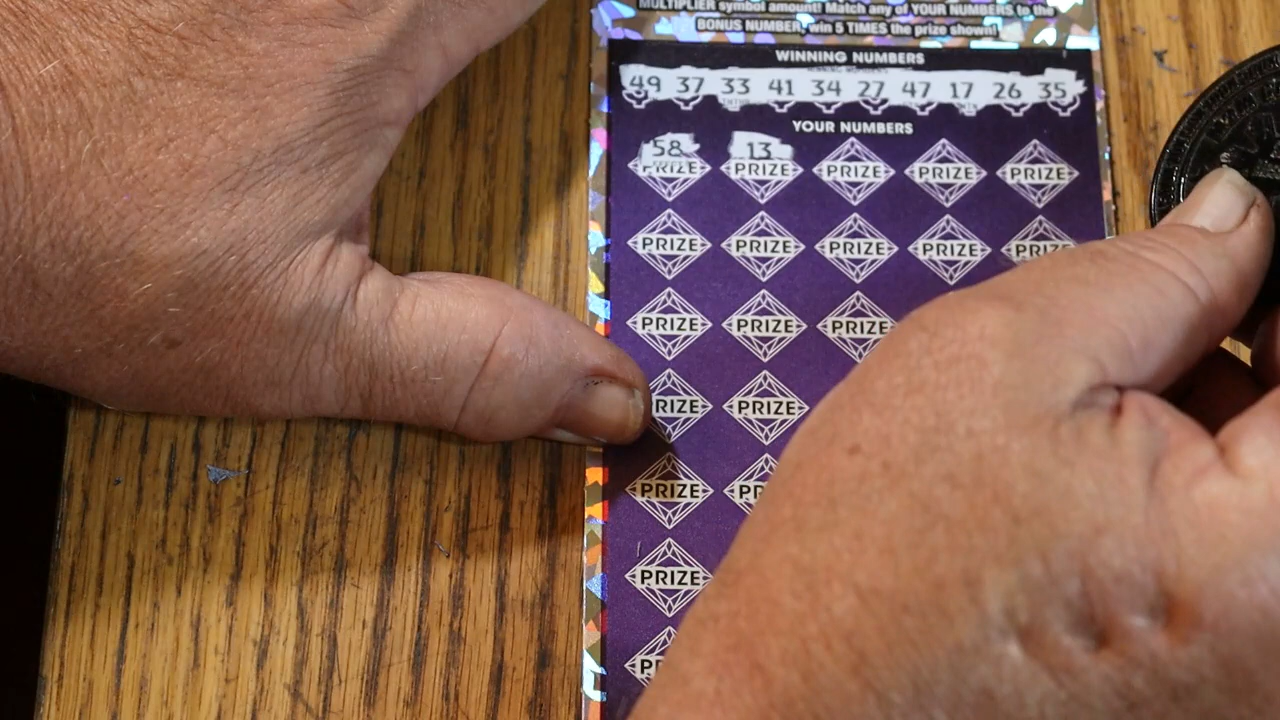 MULTIPLIER symbol amount! Match any of YOUR NUMBERS to the
BONUS NUMBER, win 5 TIMES the prize shown!
WINNING NUMBERS
49 37 33 41 34 27 47 17 26 35
YOUR NUMBERS
58 13
PRIZE PRIZE PRIZE PRIZE PRIZE
PRIZE PRIZE PRIZE PRIZE PRIZE
PRIZE PRIZE PRIZE
PRIZE PRIZE
PRIZE PR
PRIZE
PRI